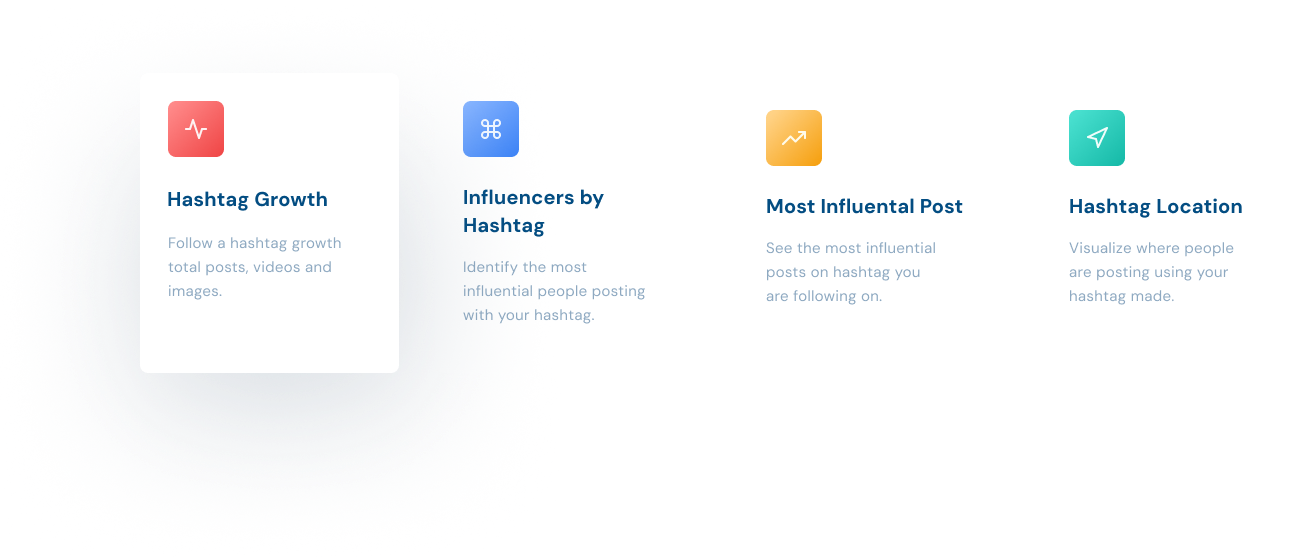 Hashtag Growth
Follow a hashtag growth
total posts, videos and
images.
Influencers by
Hashtag
Identify the most
influential people posting
with your hashtag.
Most Influental Post
See the most influential
posts on hashtag you
are following on.
Hashtag Location
Visualize where people
are posting using your
hashtag made.